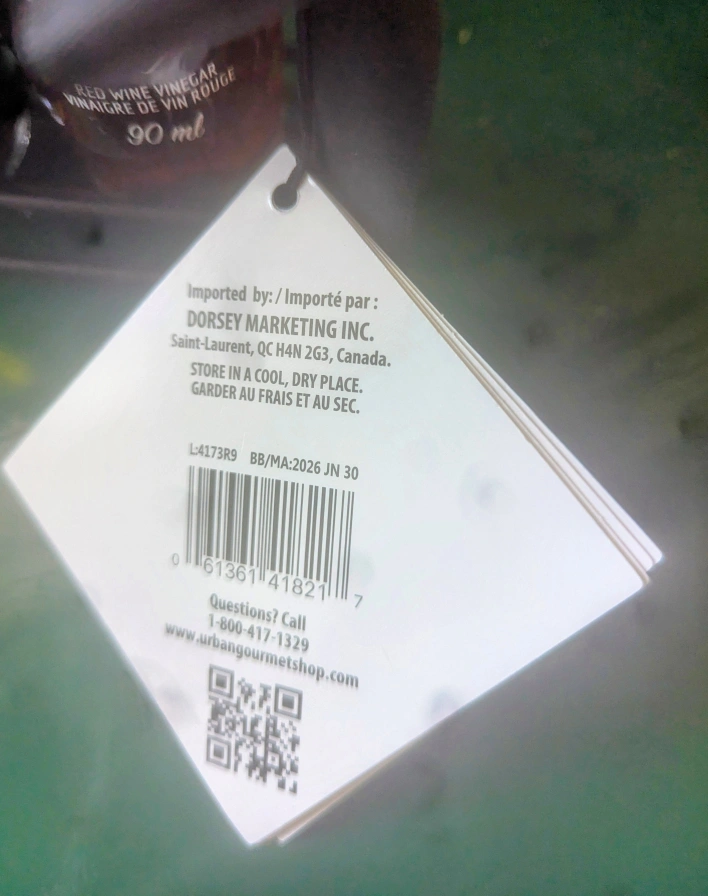 RED WINE VINEGAR
VINAIGRE DE VIN ROUGE
90 ml
Imported by: / Importé par :
DORSEY MARKETING INC.
Saint-Laurent, QC H4N 2G3, Canada.
STORE IN A COOL, DRY PLACE.
GARDER AU FRAIS ET AU SEC.
L:4173R9 BB/MA:2026 JN 30
0 61361 41821 7
Questions? Call
1-800-417-1329
www.urbangourmetshop.com